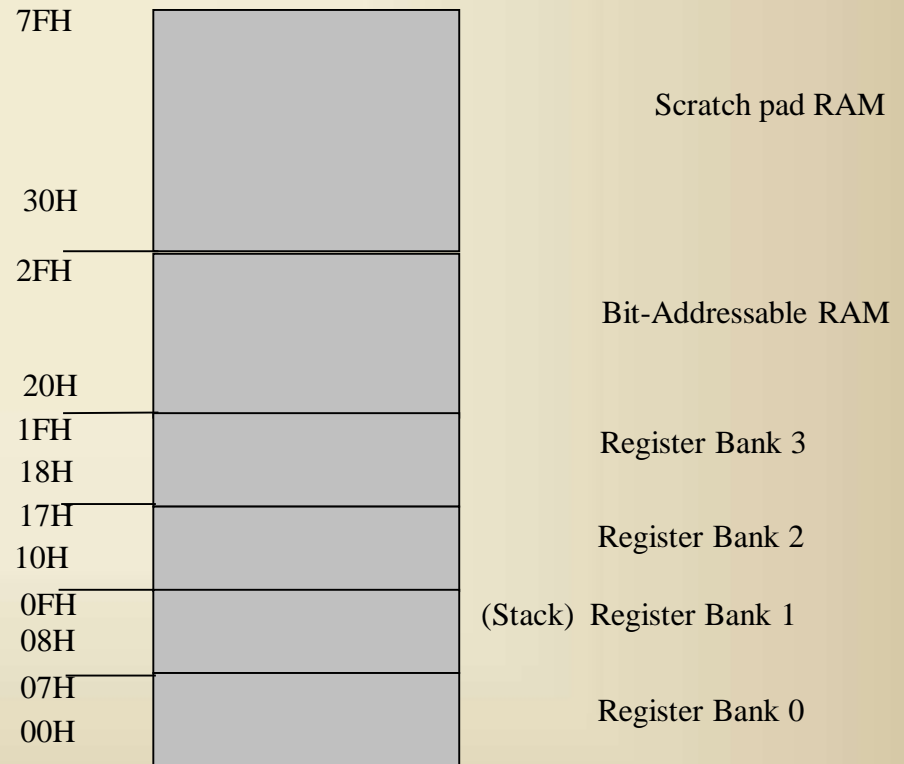 7FH
Scratch pad RAM
30H
2FH
Bit-Addressable RAM
20H
1FH
Register Bank 3
18H
17H
Register Bank 2
10H
0FH
(Stack) Register Bank 1
08H
07H
Register Bank 0
00H